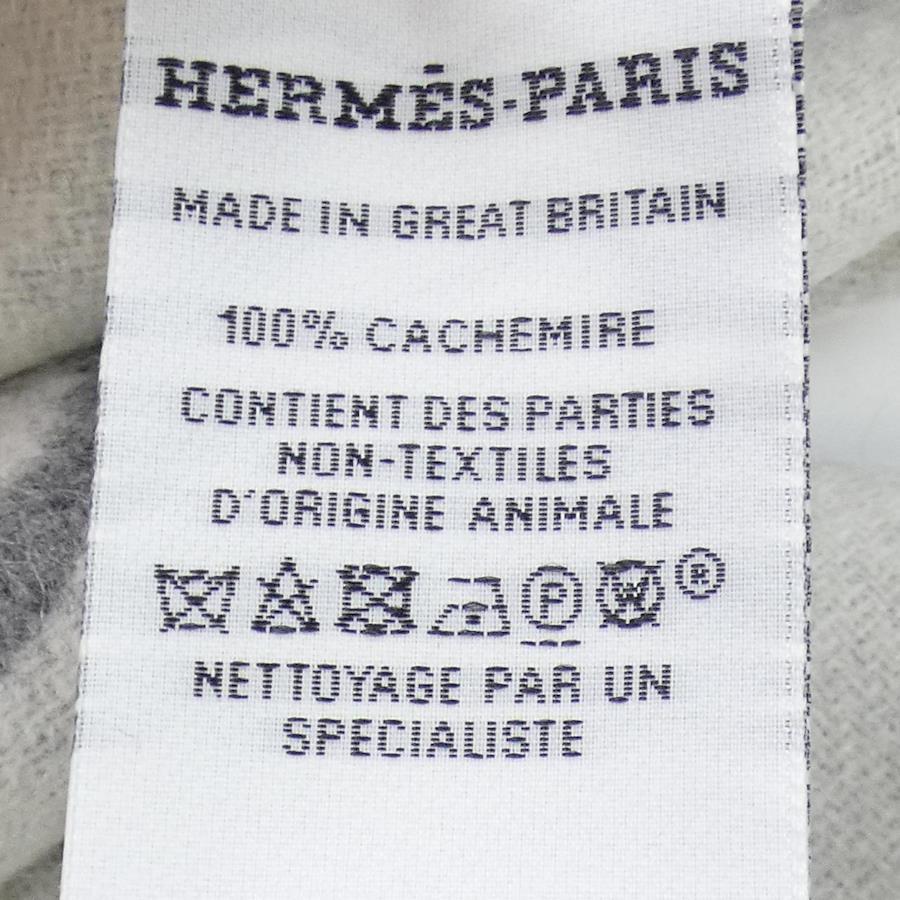 HERMÈS-PARIS
MADE IN GREAT BRITAIN
100% CACHEMIRE
CONTIENT DES PARTIES
NON-TEXTILES
D'ORIGINE ANIMALE
P W ®
NETTOYAGE PAR UN
SPECIALISTE